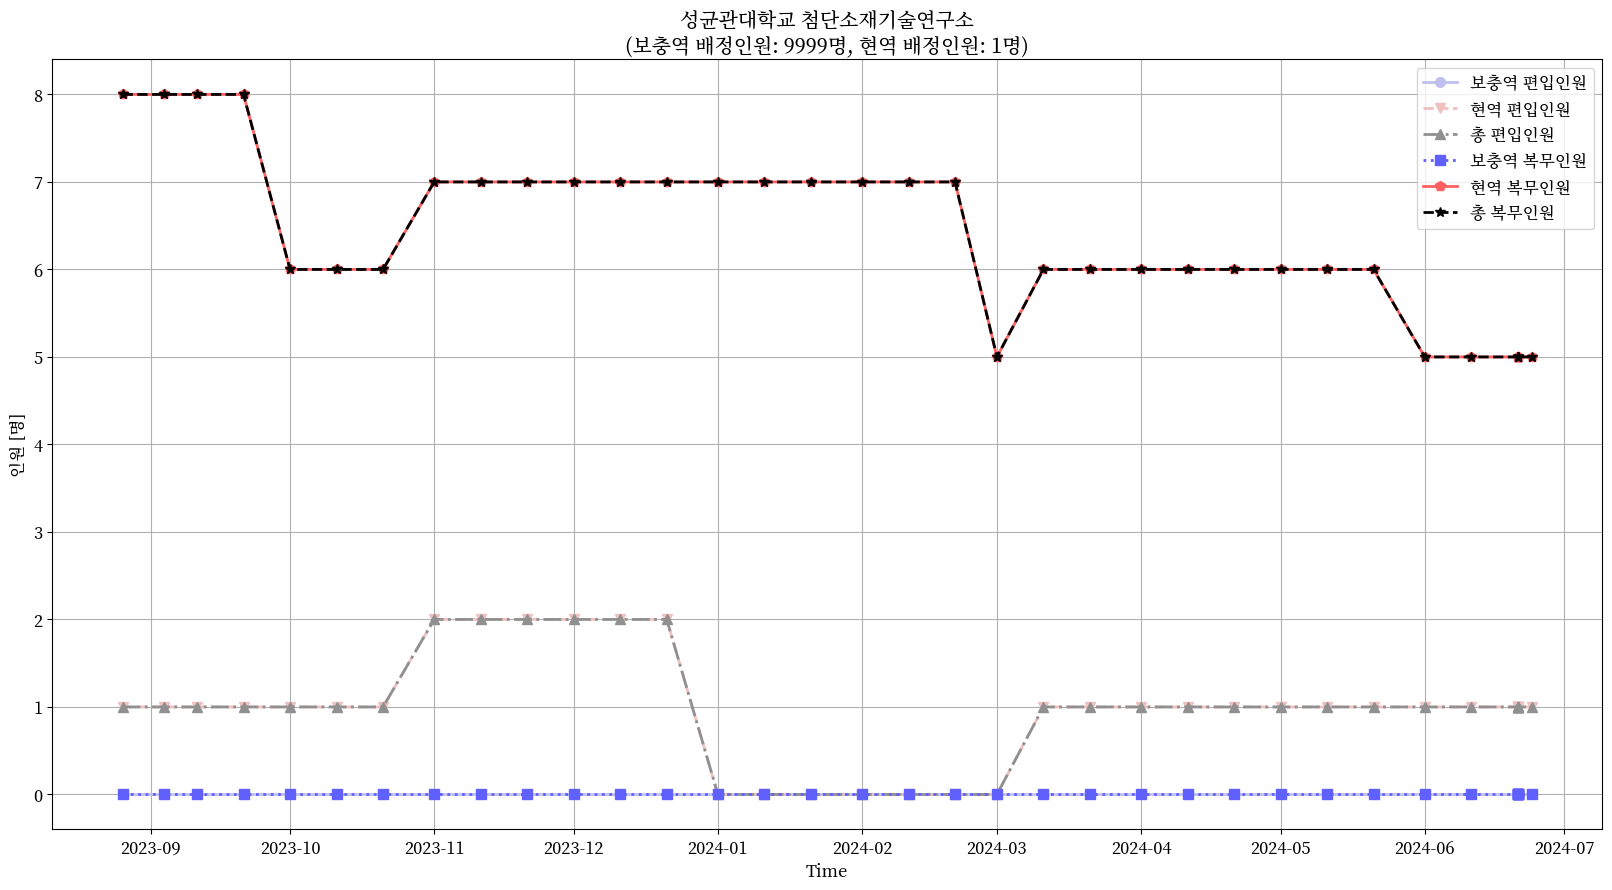 성균관대학교 첨단소재기술연구소
(보충역 배정인원: 9999명, 현역 배정인원: 1명)
보충역 편입인원
현역 편입인원
총 편입인원
보충역 복무인원
현역 복무인원
총 복무인원
인원 [명]
8
7
6
5
4
3
2
1
0
2023-09
2023-10
2023-11
2023-12
2024-01
2024-02
2024-03
2024-04
2024-05
2024-06
2024-07
Time